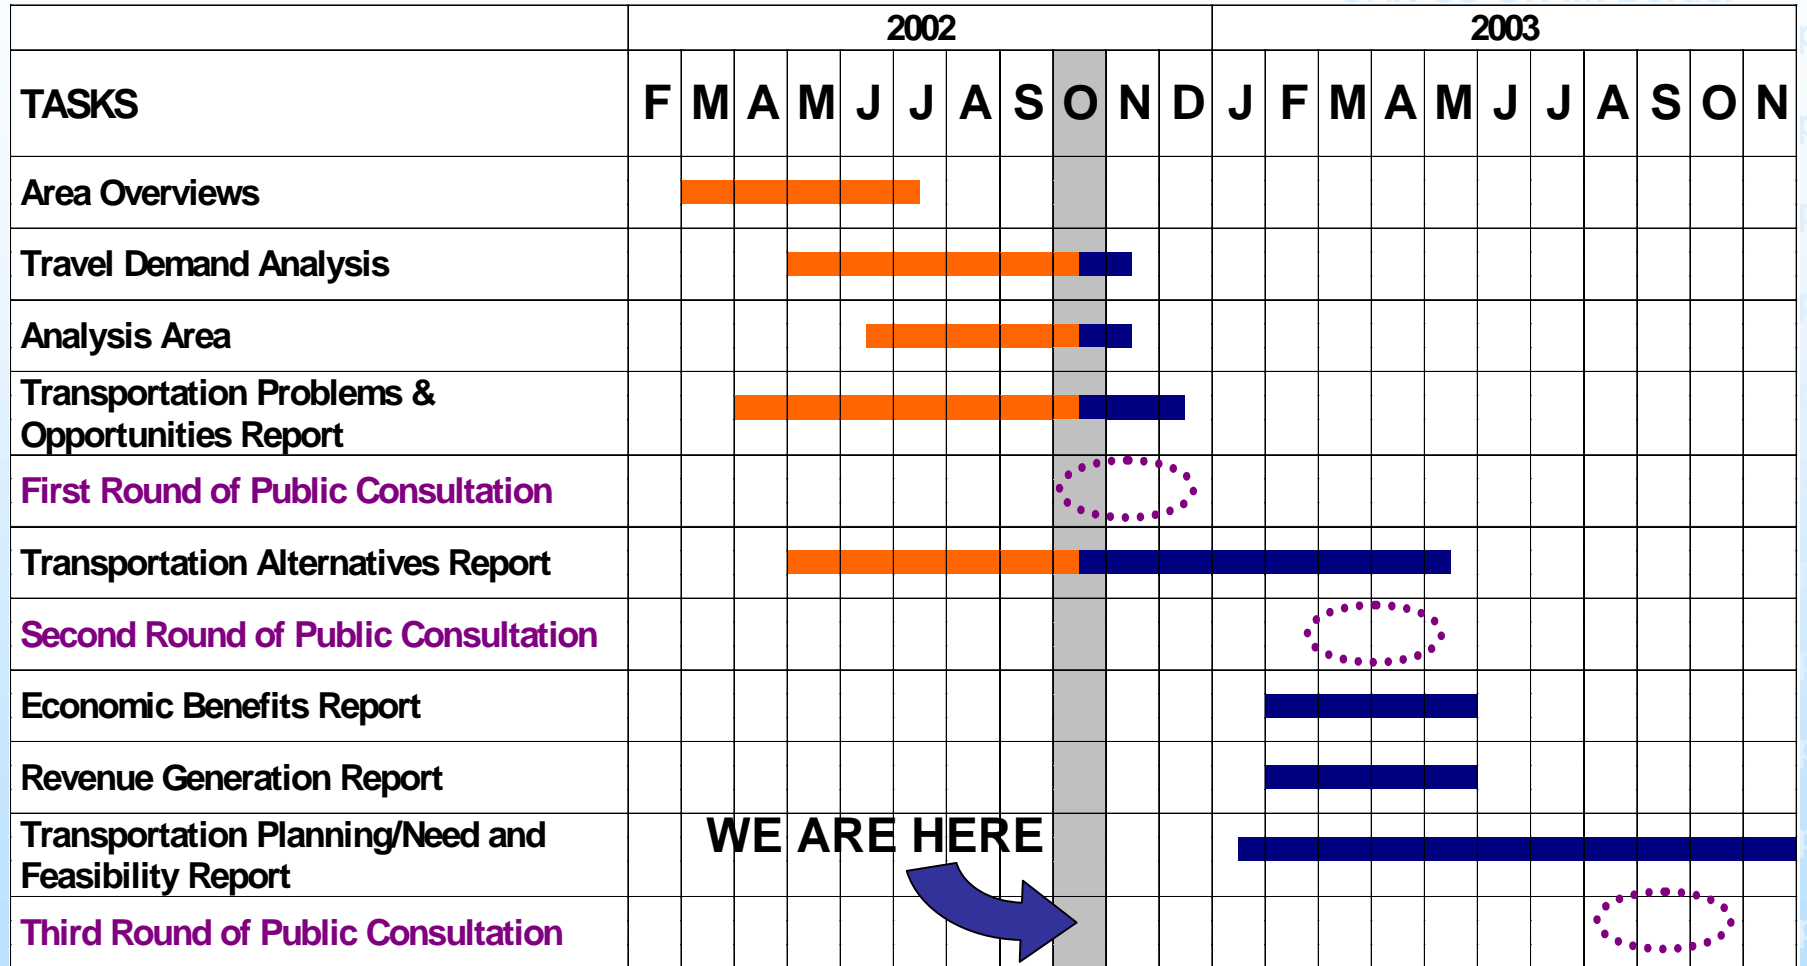 2002 2003
TASKS F M A M J J A S O N D J F M A M J J A S O N
Area Overviews
Travel Demand Analysis
Analysis Area
Transportation Problems &
Opportunities Report
First Round of Public Consultation
Transportation Alternatives Report
Second Round of Public Consultation
Economic Benefits Report
Revenue Generation Report
Transportation Planning/Need and
Feasibility Report
WE ARE HERE
Third Round of Public Consultation